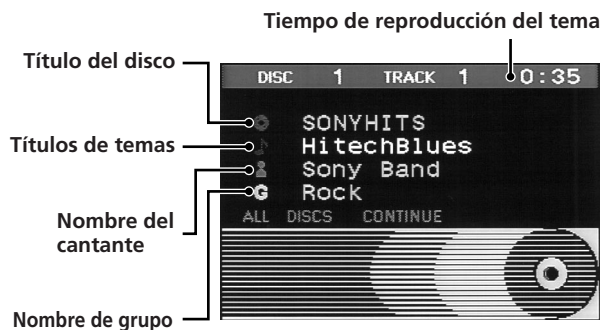 Tiempo de reproducción del tema
Título del disco
DISC 1 TRACK 1 0:35
SONYHITS
Títulos de temas
HitechBlues
Sony Band
G Rock
Nombre del
cantante
ALL DISCS CONTINUE
Nombre de grupo